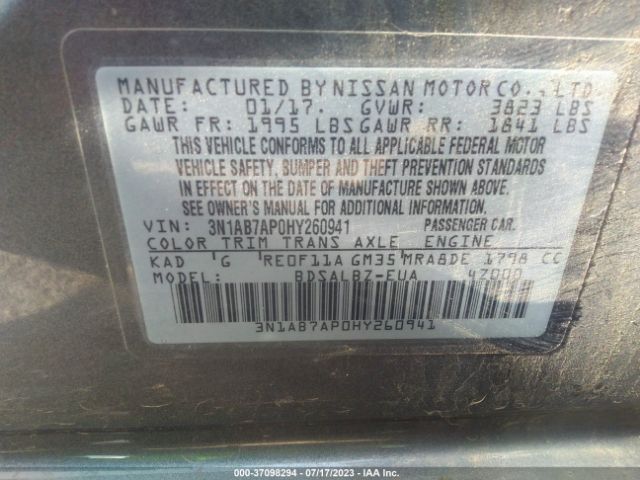 MANUFACTURED BY NISSAN MOTOR CO., LTD.
DATE: 01/17. GVWR: 3823 LBS
GAWR FR: 1995 LBS GAWR RR: 1841 LBS
THIS VEHICLE CONFORMS TO ALL APPLICABLE FEDERAL MOTOR
VEHICLE SAFETY, BUMPER AND THEFT PREVENTION STANDARDS
IN EFFECT ON THE DATE OF MANUFACTURE SHOWN ABOVE.
SEE OWNER'S MANUAL FOR ADDITIONAL INFORMATION.
VIN: 3N1AB7AP0HY260941 PASSENGER CAR.
COLOR TRIM TRANS AXLE ENGINE
KAD 'G 'RE0F11A GM35 'MRA8DE 1798 CC
BDSALBZ-EUA 4Z000
3N1AB7AP0HY260941
000-37098294 - 07/17/2023 - IAA Inc.